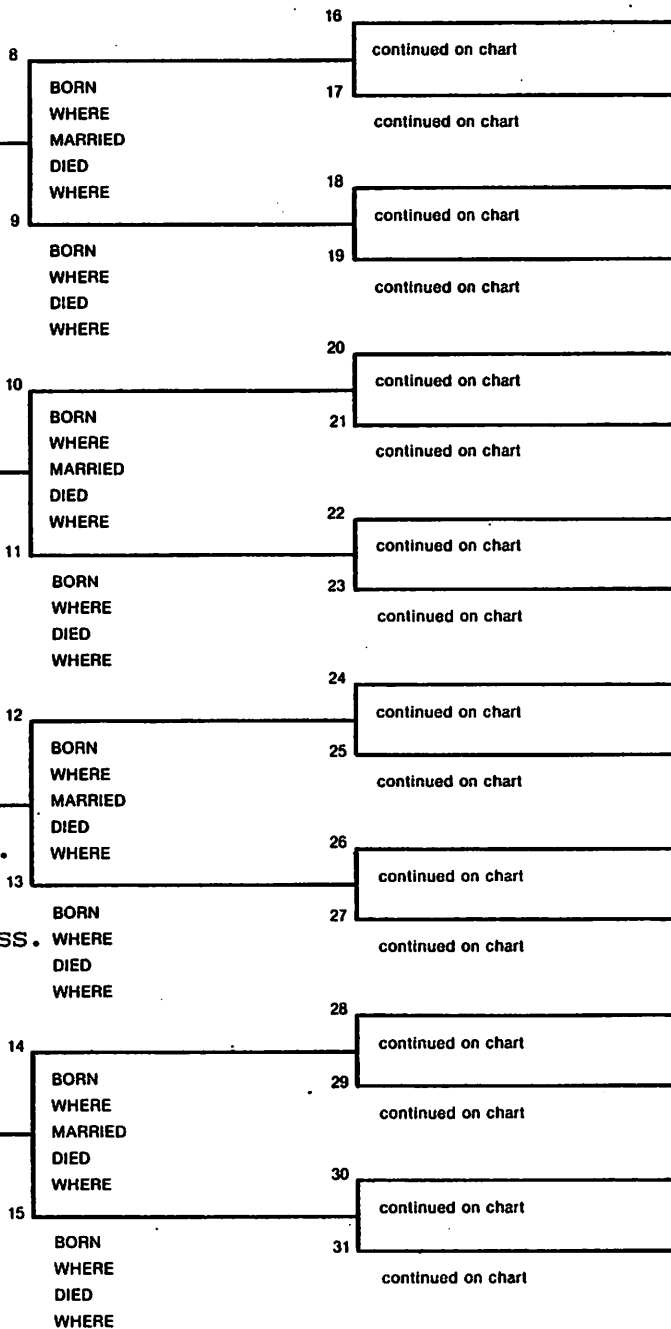 16
continued on chart
8
BORN
17
WHERE
continued on chart
MARRIED
DIED
18
WHERE
continued on chart
9
BORN
19
WHERE
continued on chart
DIED
WHERE
20
continued on chart
10
BORN
21
WHERE
continued on chart
MARRIED
DIED
22
WHERE
continued on chart
11
BORN
23
WHERE
continued on chart
DIED
WHERE
24
continued on chart
12
BORN
25
WHERE
continued on chart
MARRIED
DIED
26
WHERE
continued on chart
13
BORN
27
ss. WHERE
continued on chart
DIED
WHERE
28
continued on chart
14
BORN
29
WHERE
continued on chart
MARRIED
DIED
30
WHERE
continued on chart
15
BORN
31
WHERE
continued on chart
DIED
WHERE